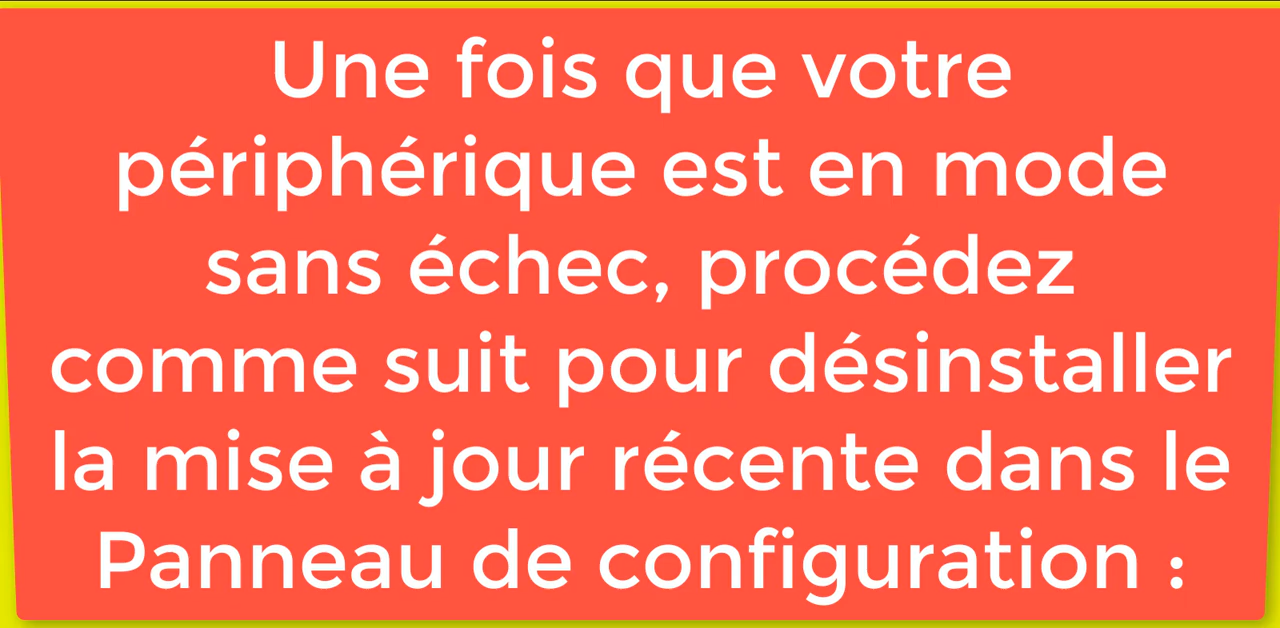 Une fois que votre
périphérique est en mode
sans échec, procédez
comme suit pour désinstaller
la mise à jour récente dans le
Panneau de configuration :